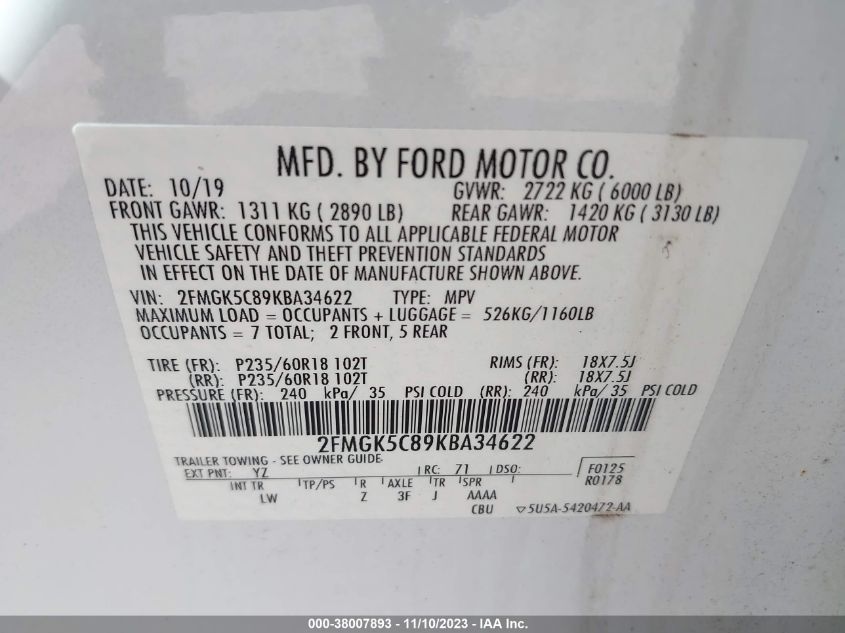 MFD. BY FORD MOTOR CO.
DATE: 10/19 GVWR: 2722 KG ( 6000 LB)
FRONT GAWR: 1311 KG ( 2890 LB) REAR GAWR: 1420 KG ( 3130 LB)
THIS VEHICLE CONFORMS TO ALL APPLICABLE FEDERAL MOTOR
VEHICLE SAFETY AND THEFT PREVENTION STANDARDS
IN EFFECT ON THE DATE OF MANUFACTURE SHOWN ABOVE.
VIN: 2FMGK5C89KBA34622 TYPE: MPV
MAXIMUM LOAD = OCCUPANTS + LUGGAGE = 526KG/1160LB
OCCUPANTS = 7 TOTAL; 2 FRONT, 5 REAR
TIRE (FR): P235/60R18 102T RIMS (FR): 18X7.5J
(RR): P235/60R18 102T (RR): 18X7.5J
PRESSURE (FR): 240 kPa/ 35 PSI COLD (RR): 240 kPa/ 35 PSI COLD
2FMGK5C89KBA34622
TRAILER TOWING - SEE OWNER GUIDE
EXT PNT: YZ RC: 71 DSO: F0125
R0178
INT TR TP/PS R AXLE TR SPR
LW Z 3F J AAAA
CBU ▽5U5A-5420472-AA
000-38007893 - 11/10/2023 - IAA, Inc.